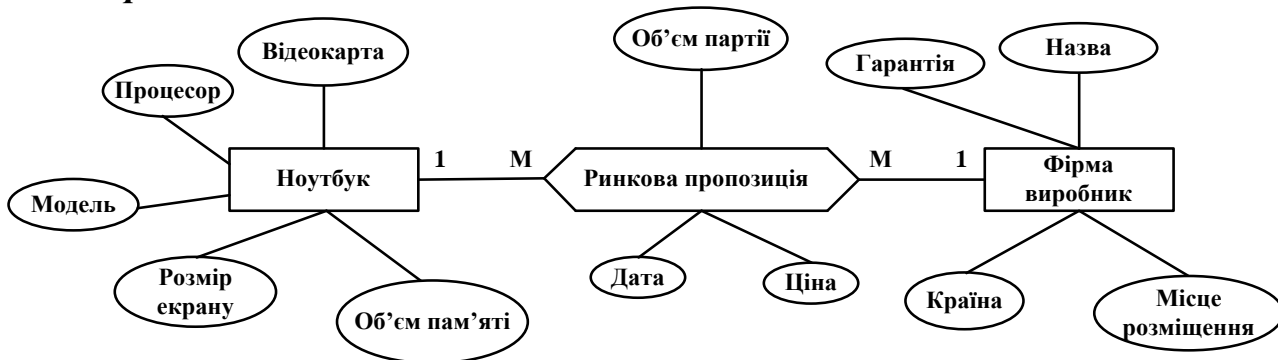 Відеокарта
Об’єм партії
Назва
Гарантія
Процесор
Ноутбук
1
М
Ринкова пропозиція
М
1
Фірма
виробник
Модель
Розмір
екрану
Об’єм пам’яті
Дата
Ціна
Країна
Місце
розміщення